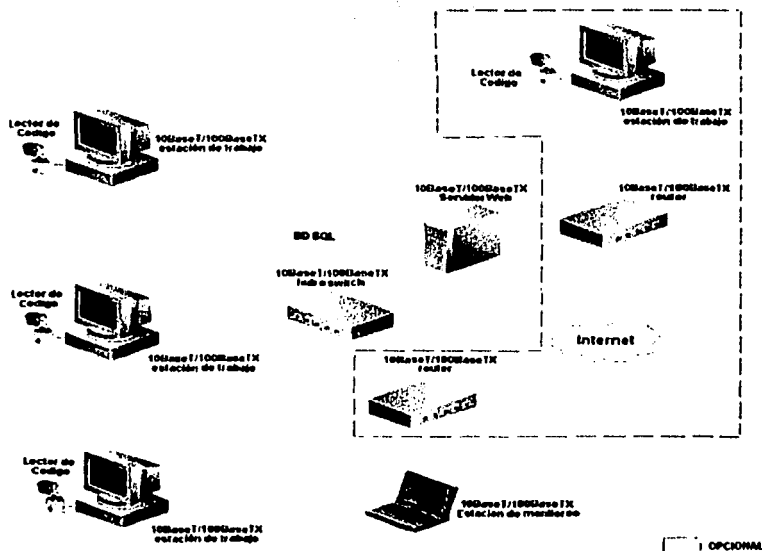 Lector de
Codigo
10BaseT/100BaseTX
estación de trabajo
Lector de
Codigo
10BaseT/100BaseTX
estación de trabajo
10BaseT/100BaseTX
Servidor Web
10BaseT/100BaseTX
router
BD SQL
10BaseT/100BaseTX
hub o switch
Lector de
Codigo
10BaseT/100BaseTX
estación de trabajo
Internet
10BaseT/100BaseTX
router
Lector de
Codigo
10BaseT/100BaseTX
estación de trabajo
10BaseT/100BaseTX
Estacion de monitoreo
OPCIONAL